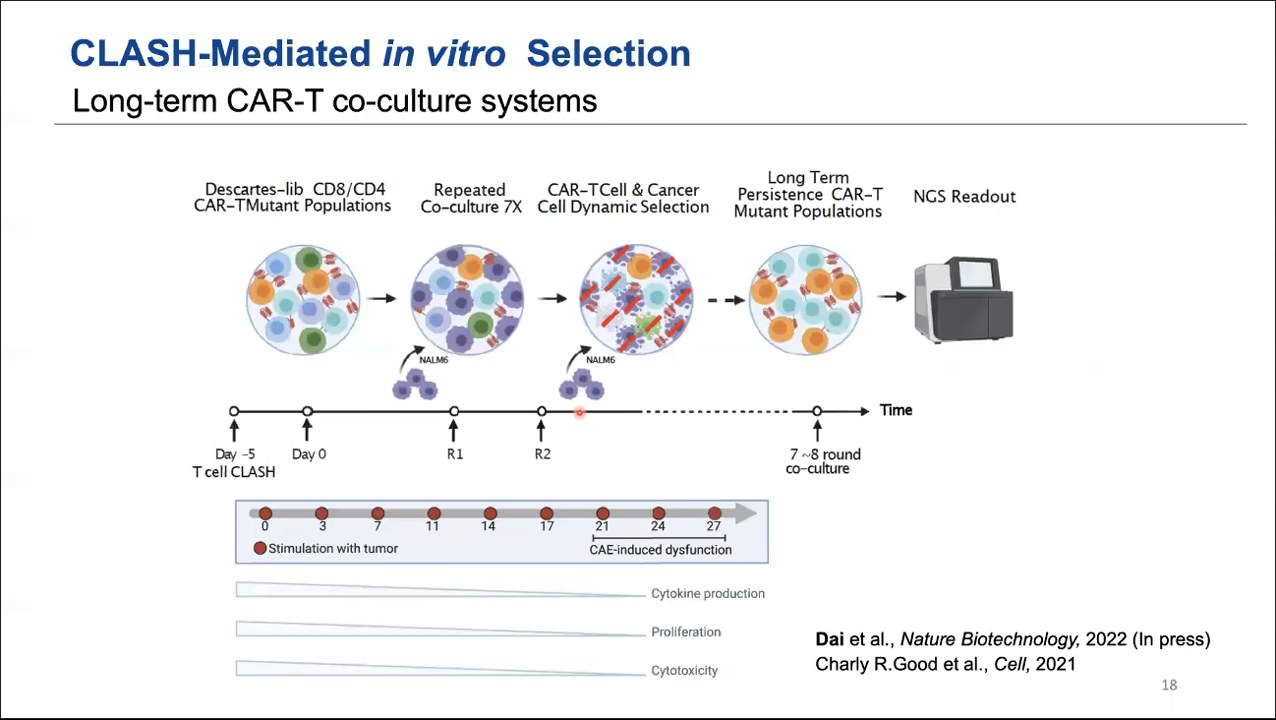 CLASH-Mediated in vitro Selection
Long-term CAR-T co-culture systems
Descartes-lib CD8/CD4
CAR-TMutant Populations
Repeated
Co-culture 7X
CAR-TCell & Cancer
Cell Dynamic Selection
Long Term
Persistence CAR-T
Mutant Populations
NGS Readout
NALM6
NALM6
Time
Day -5
T cell CLASH
Day 0
R1
R2
7 ~8 round
co-culture
0 3 7 11 14 17 21 24 27
Stimulation with tumor
CAE-induced dysfunction
Cytokine production
Proliferation
Cytotoxicity
Dai et al., Nature Biotechnology, 2022 (In press)
Charly R.Good et al., Cell, 2021
18